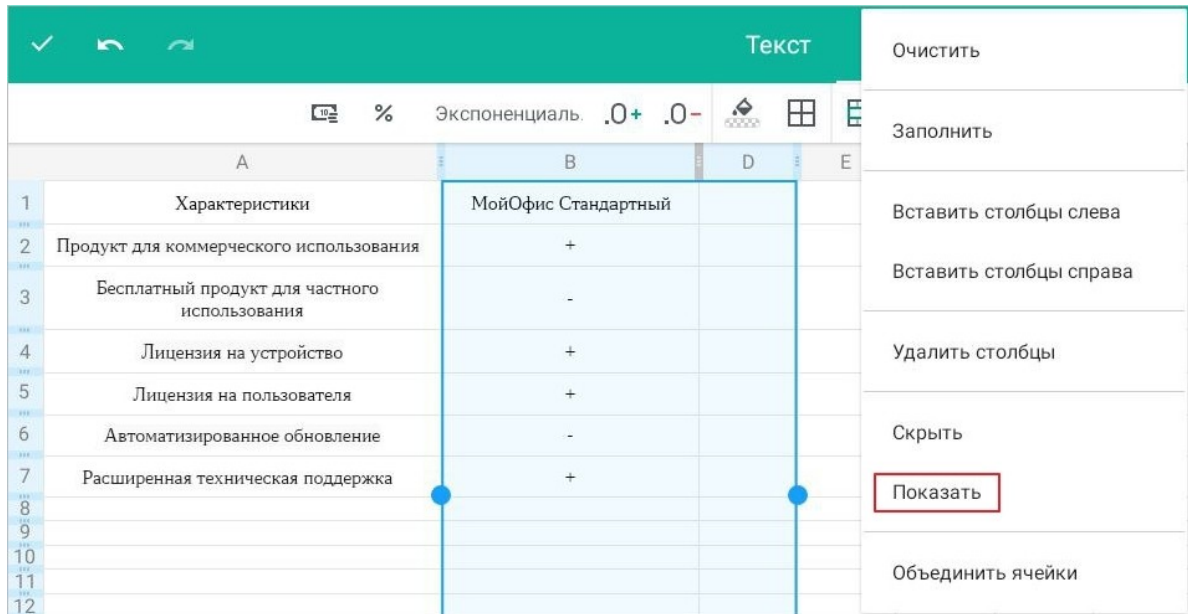 Текст
% Экспоненциаль. .0+ .0-
A B D E
1 Характеристики МойОфис Стандартный
2 Продукт для коммерческого использования +
3 Бесплатный продукт для частного
использования -
4 Лицензия на устройство +
5 Лицензия на пользователя +
6 Автоматизированное обновление -
7 Расширенная техническая поддержка +
8
9
10
11
12
Очистить
Заполнить
Вставить столбцы слева
Вставить столбцы справа
Удалить столбцы
Скрыть
Показать
Объединить ячейки